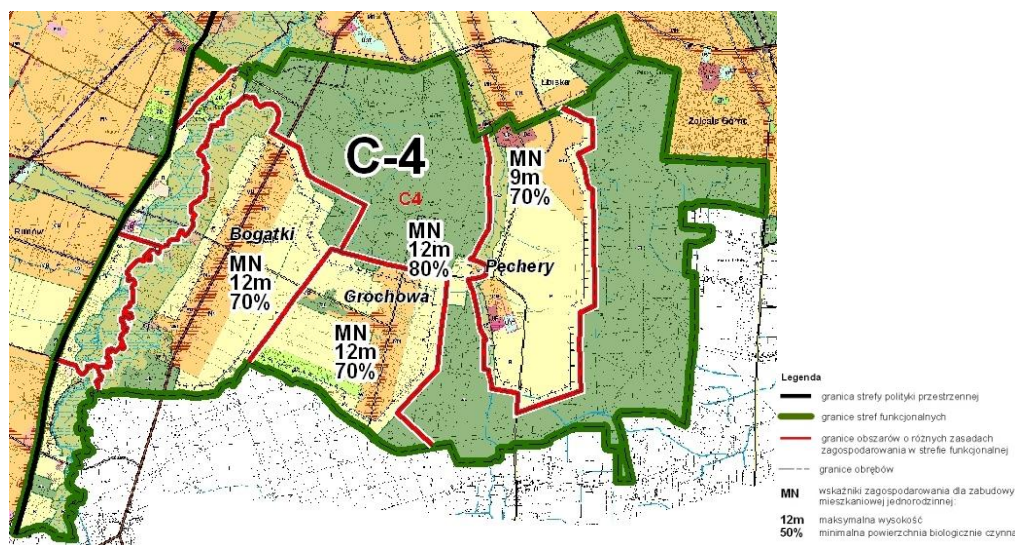 Łbiska
Żalcale Górne
C-4
C4
MN
9m
70%
Bogatki
MN
12m
80%
Pęchery
Runów
MN
12m
70%
Grochowa
MN
12m
70%
Legenda
granica strefy polityki przestrzennej
granice stref funkcjonalnych
granice obszarów o różnych zasadach
zagospodarowania w strefie funkcjonalnej
granice obrębów
MN wskaźniki zagospodarowania dla zabudowy
mieszkaniowej jednorodzinnej:
12m maksymalna wysokość
50% minimalna powierzchnia biologicznie czynna